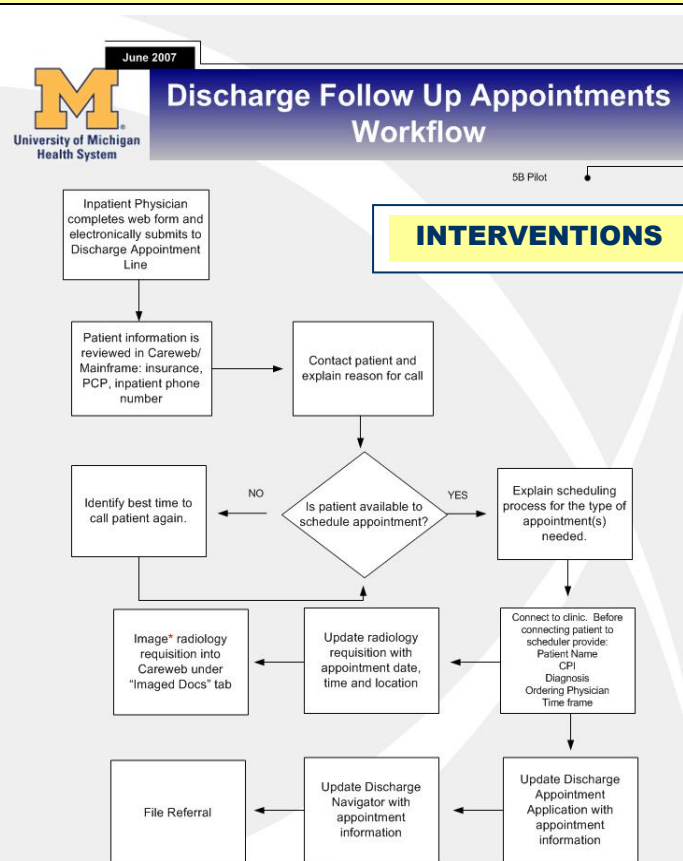 June 2007
University of Michigan
Health System
Discharge Follow Up Appointments
Workflow
5B Pilot
INTERVENTIONS
Inpatient Physician
completes web form and
electronically submits to
Discharge Appointment
Line
Patient information is
reviewed in Careweb/
Mainframe: insurance,
PCP, inpatient phone
number
Contact patient and
explain reason for call
Identify best time to
call patient again.
NO
Is patient available to
schedule appointment?
YES
Explain scheduling
process for the type of
appointment(s)
needed.
Image* radiology
requisition into
Careweb under
“Imaged Docs” tab
Update radiology
requisition with
appointment date,
time and location
Connect to clinic. Before
connecting patient to
scheduler provide:
Patient Name
CPI
Diagnosis
Ordering Physician
Time frame
File Referral
Update Discharge
Navigator with
appointment
information
Update Discharge
Appointment
Application with
appointment
information